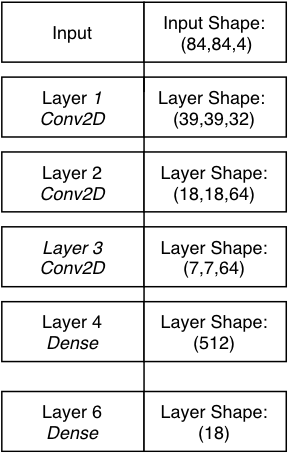 Input
Input Shape:
(84,84,4)
Layer 1
Conv2D
Layer Shape:
(39,39,32)
Layer 2
Conv2D
Layer Shape:
(18,18,64)
Layer 3
Conv2D
Layer Shape:
(7,7,64)
Layer 4
Dense
Layer Shape:
(512)
Layer 6
Dense
Layer Shape:
(18)